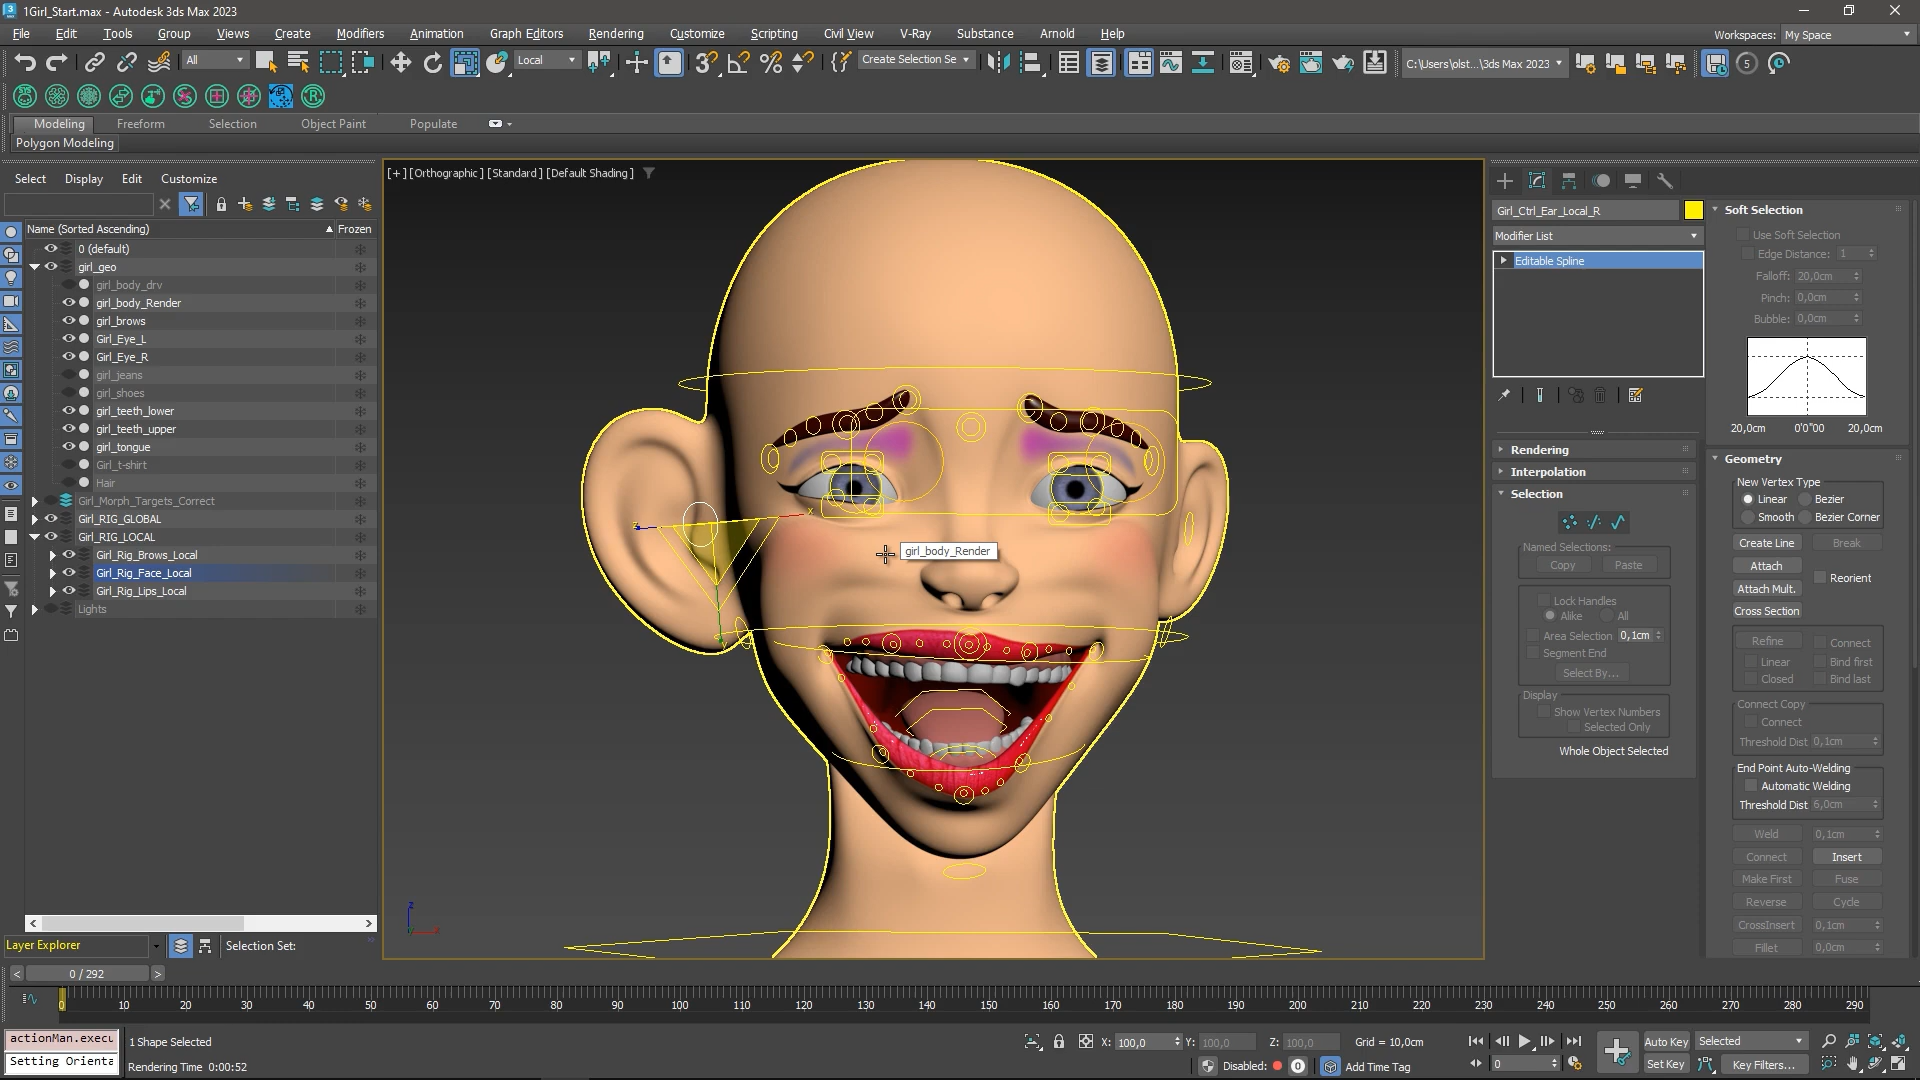 1Girl_Start.max - Autodesk 3ds Max 2023
File Edit Tools Group Views Create Modifiers Animation Graph Editors Rendering Customize Scripting Civil View V-Ray Substance Arnold Help
Workspaces: My Space
All Local Create Selection Se C:\Users\olst...\3ds Max 2023
Modeling Freeform Selection Object Paint Populate
Polygon Modeling
Select Display Edit Customize
Name (Sorted Ascending) Frozen
0 (default)
girl_geo
girl_body_drv
girl_body_Render
girl_brows
Girl_Eye_L
Girl_Eye_R
girl_jeans
girl_shoes
girl_teeth_lower
girl_teeth_upper
girl_tongue
Girl_t-shirt
Hair
Girl_Morph_Targets_Correct
Girl_RIG_GLOBAL
Girl_RIG_LOCAL
Girl_Rig_Brows_Local
Girl_Rig_Face_Local
Girl_Rig_Lips_Local
Lights
Layer Explorer
Selection Set:
[+] [Orthographic] [Standard] [Default Shading]
girl_body_Render
Girl_Ctrl_Ear_Local_R
Modifier List
Editable Spline
Rendering
Interpolation
Selection
Named Selections:
Copy Paste
Lock Handles
Alike All
Area Selection 0,1cm
Segment End
Select By...
Display
Show Vertex Numbers
Selected Only
Whole Object Selected
Soft Selection
Use Soft Selection
Edge Distance: 1
Falloff: 20,0cm
Pinch: 0,0cm
Bubble: 0,0cm
20,0cm 0'0"00 20,0cm
Geometry
New Vertex Type
Linear Bezier
Smooth Bezier Corner
Create Line Break
Attach
Reorient
Attach Mult.
Cross Section
Refine Connect
Linear Bind first
Closed Bind last
Connect Copy
Connect
Threshold Dist 0,1cm
End Point Auto-Welding
Automatic Welding
Threshold Dist 6,0cm
Weld 0,1cm
Connect Insert
Make First Fuse
Reverse Cycle
CrossInsert 0,1cm
Fillet 0,0cm
0 / 292
0 10 20 30 40 50 60 70 80 90 100 110 120 130 140 150 160 170 180 190 200 210 220 230 240 250 260 270 280 290
actionMan.execu
1 Shape Selected
X: 100,0 Y: 100,0 Z: 100,0 Grid = 10,0cm
Auto Key Selected
Setting Orienta
Rendering Time 0:00:52
Disabled: 0 Add Time Tag
0
Set Key Key Filters...